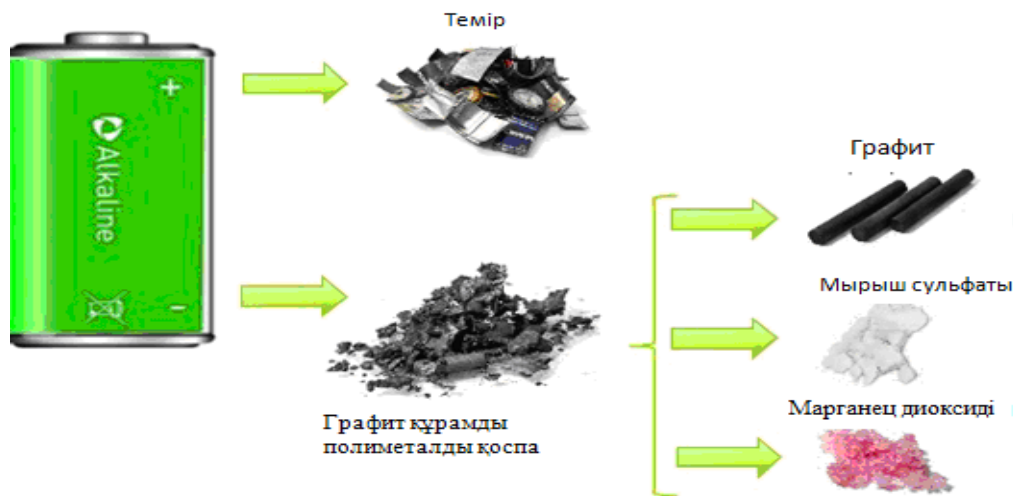 Темір
+
Alkaline
-
Графит құрамды
полиметалды қоспа
Графит
Мырыш сульфаты
Марганец диоксиді